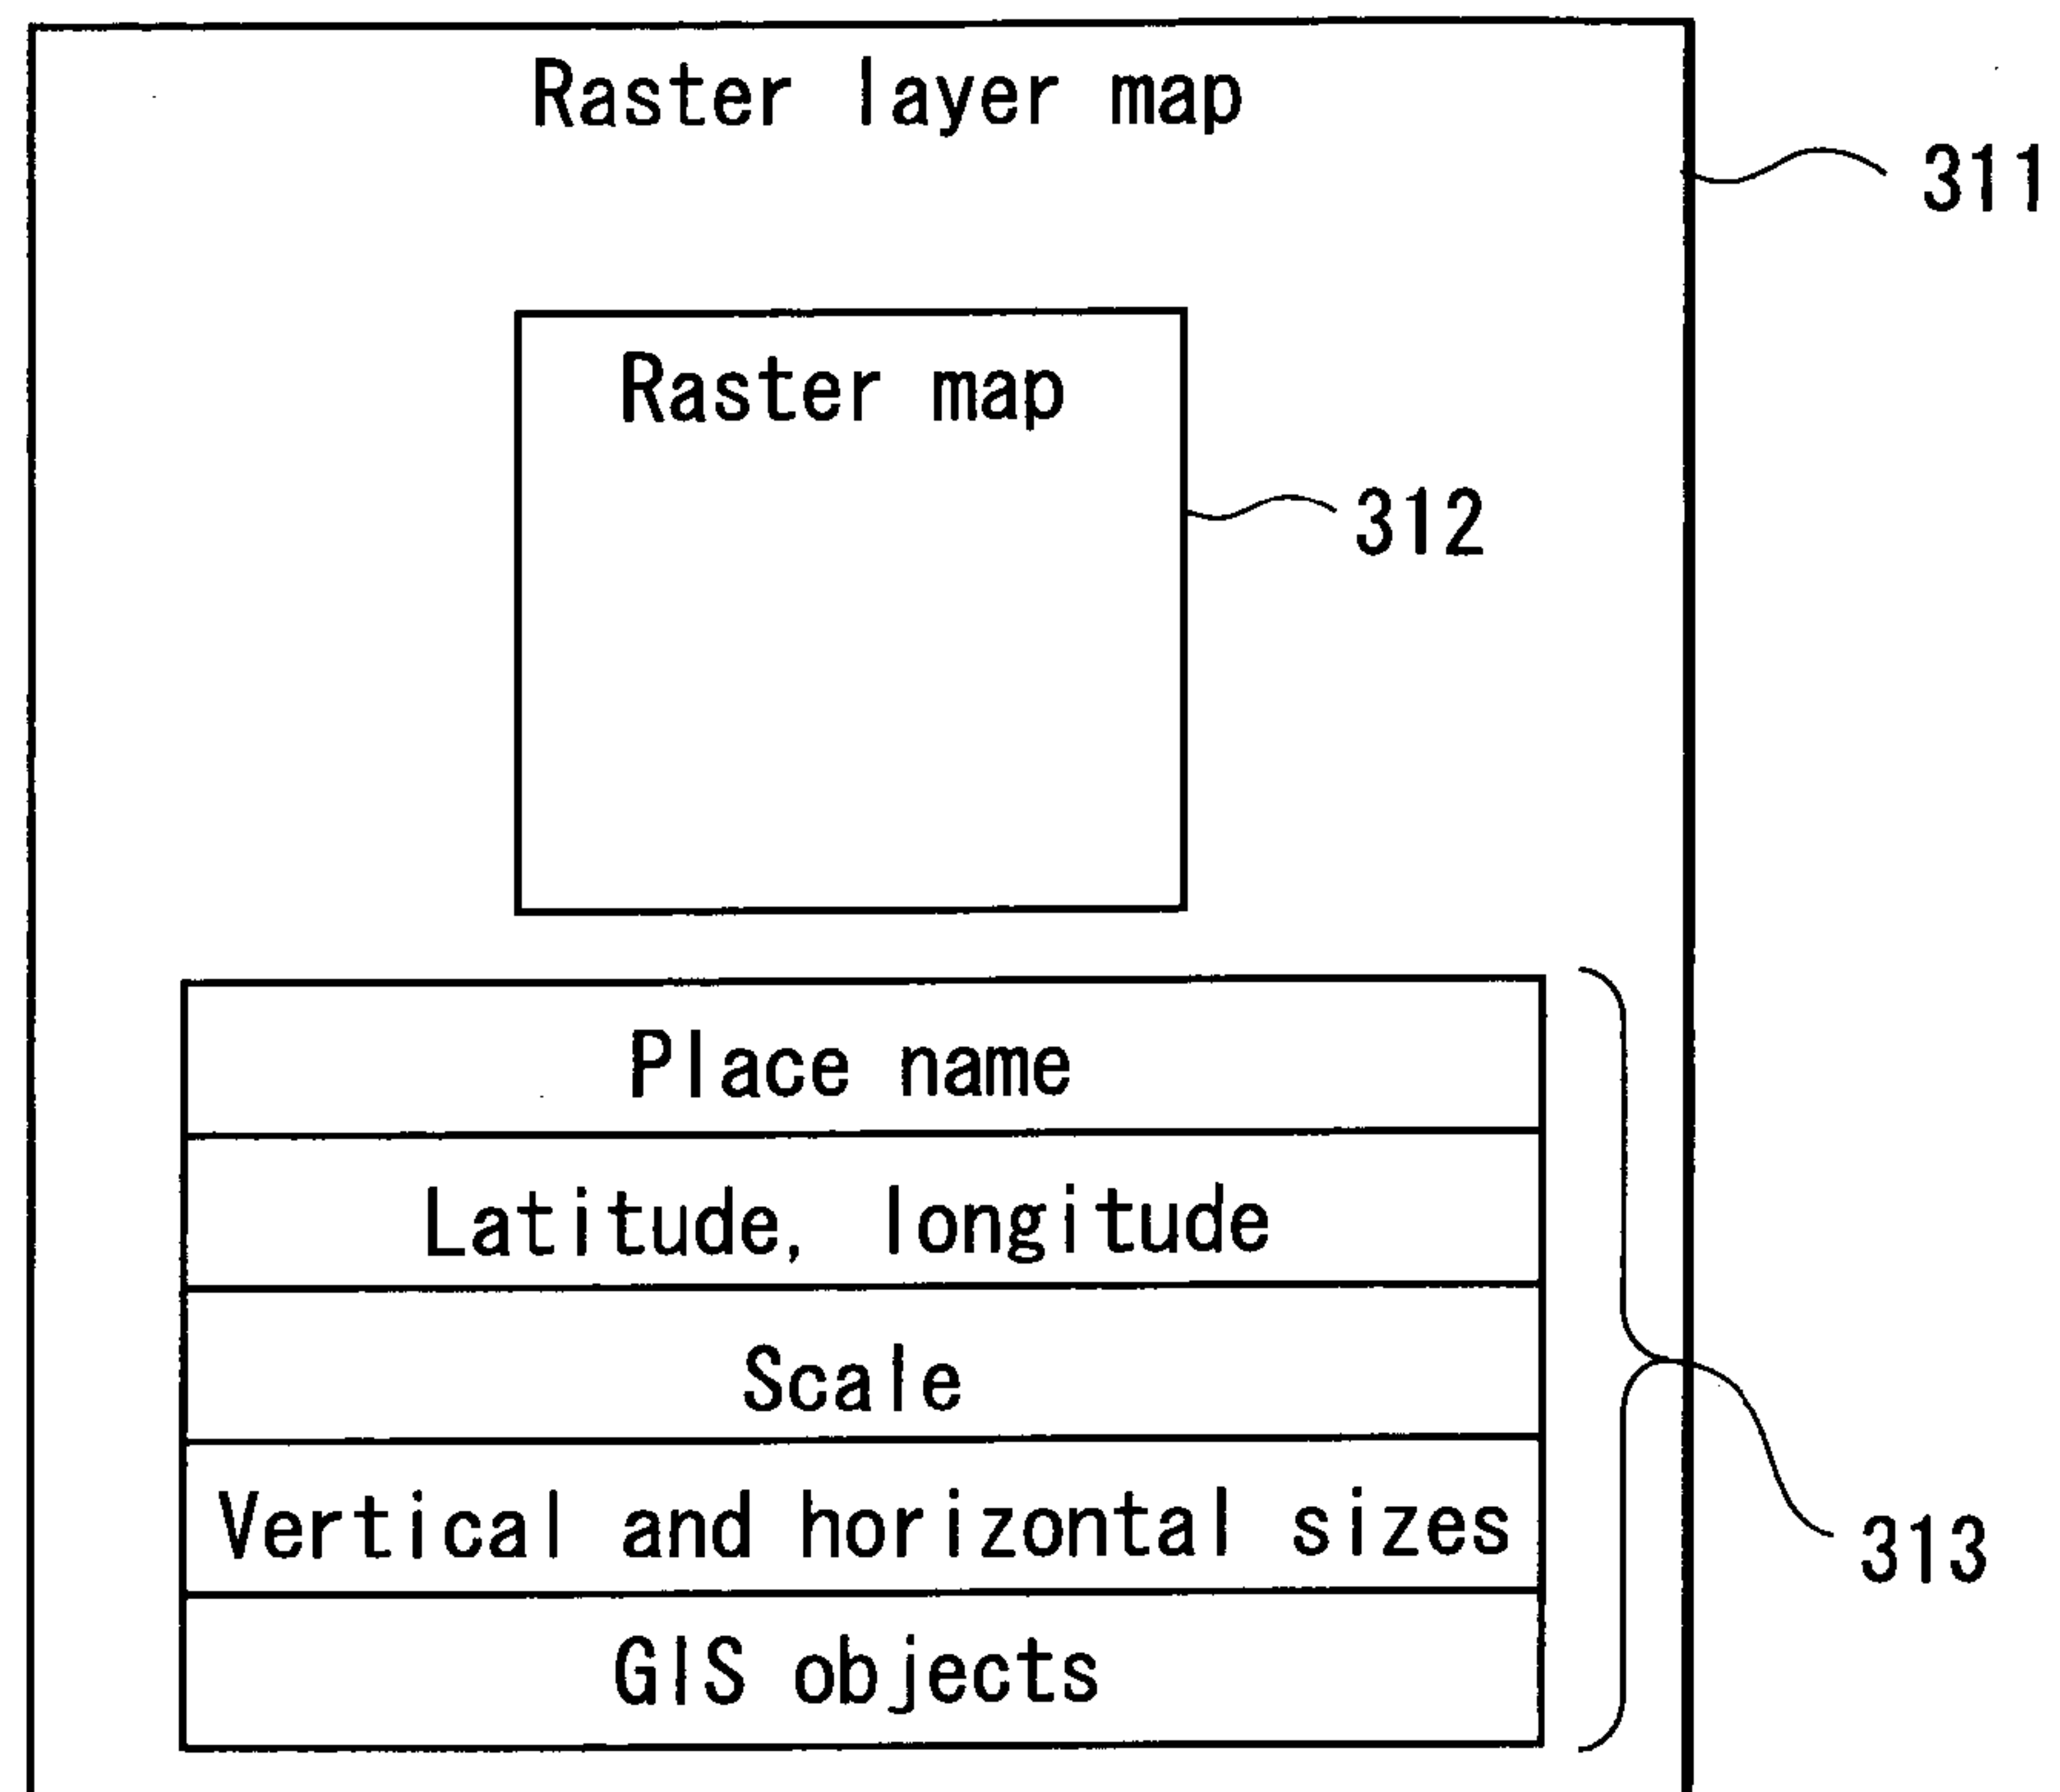 Raster layer map
311
Raster map
312
Place name
Latitude, longitude
Scale
Vertical and horizontal sizes
313
GIS objects